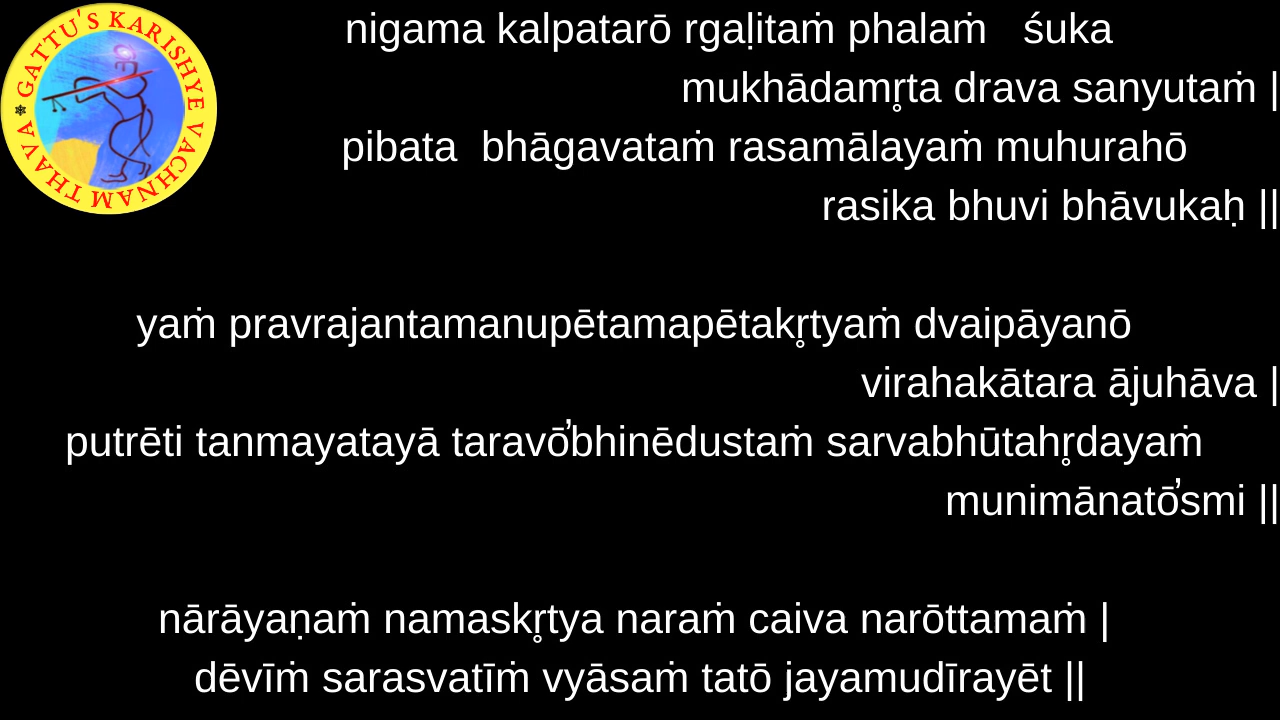 GATTU'S KARISHYE VACHNAM THAVA
nigama kalpatarō rgaḷitaṁ phalaṁ śuka
mukhādamr̥ta drava sanyutaṁ |
pibata bhāgavataṁ rasamālayaṁ muhurahō
rasika bhuvi bhāvukaḥ ||
yaṁ pravrajantamanupētamapētakr̥tyaṁ dvaipāyanō
virahakātara ājuhāva |
putrēti tanmayatayā taravō̕bhinēdustaṁ sarvabhūtahr̥dayaṁ
munimānatō̕smi ||
nārāyaṇaṁ namaskr̥tya naraṁ caiva narōttamaṁ |
dēvīṁ sarasvatīṁ vyāsaṁ tatō jayamudīrayēt ||